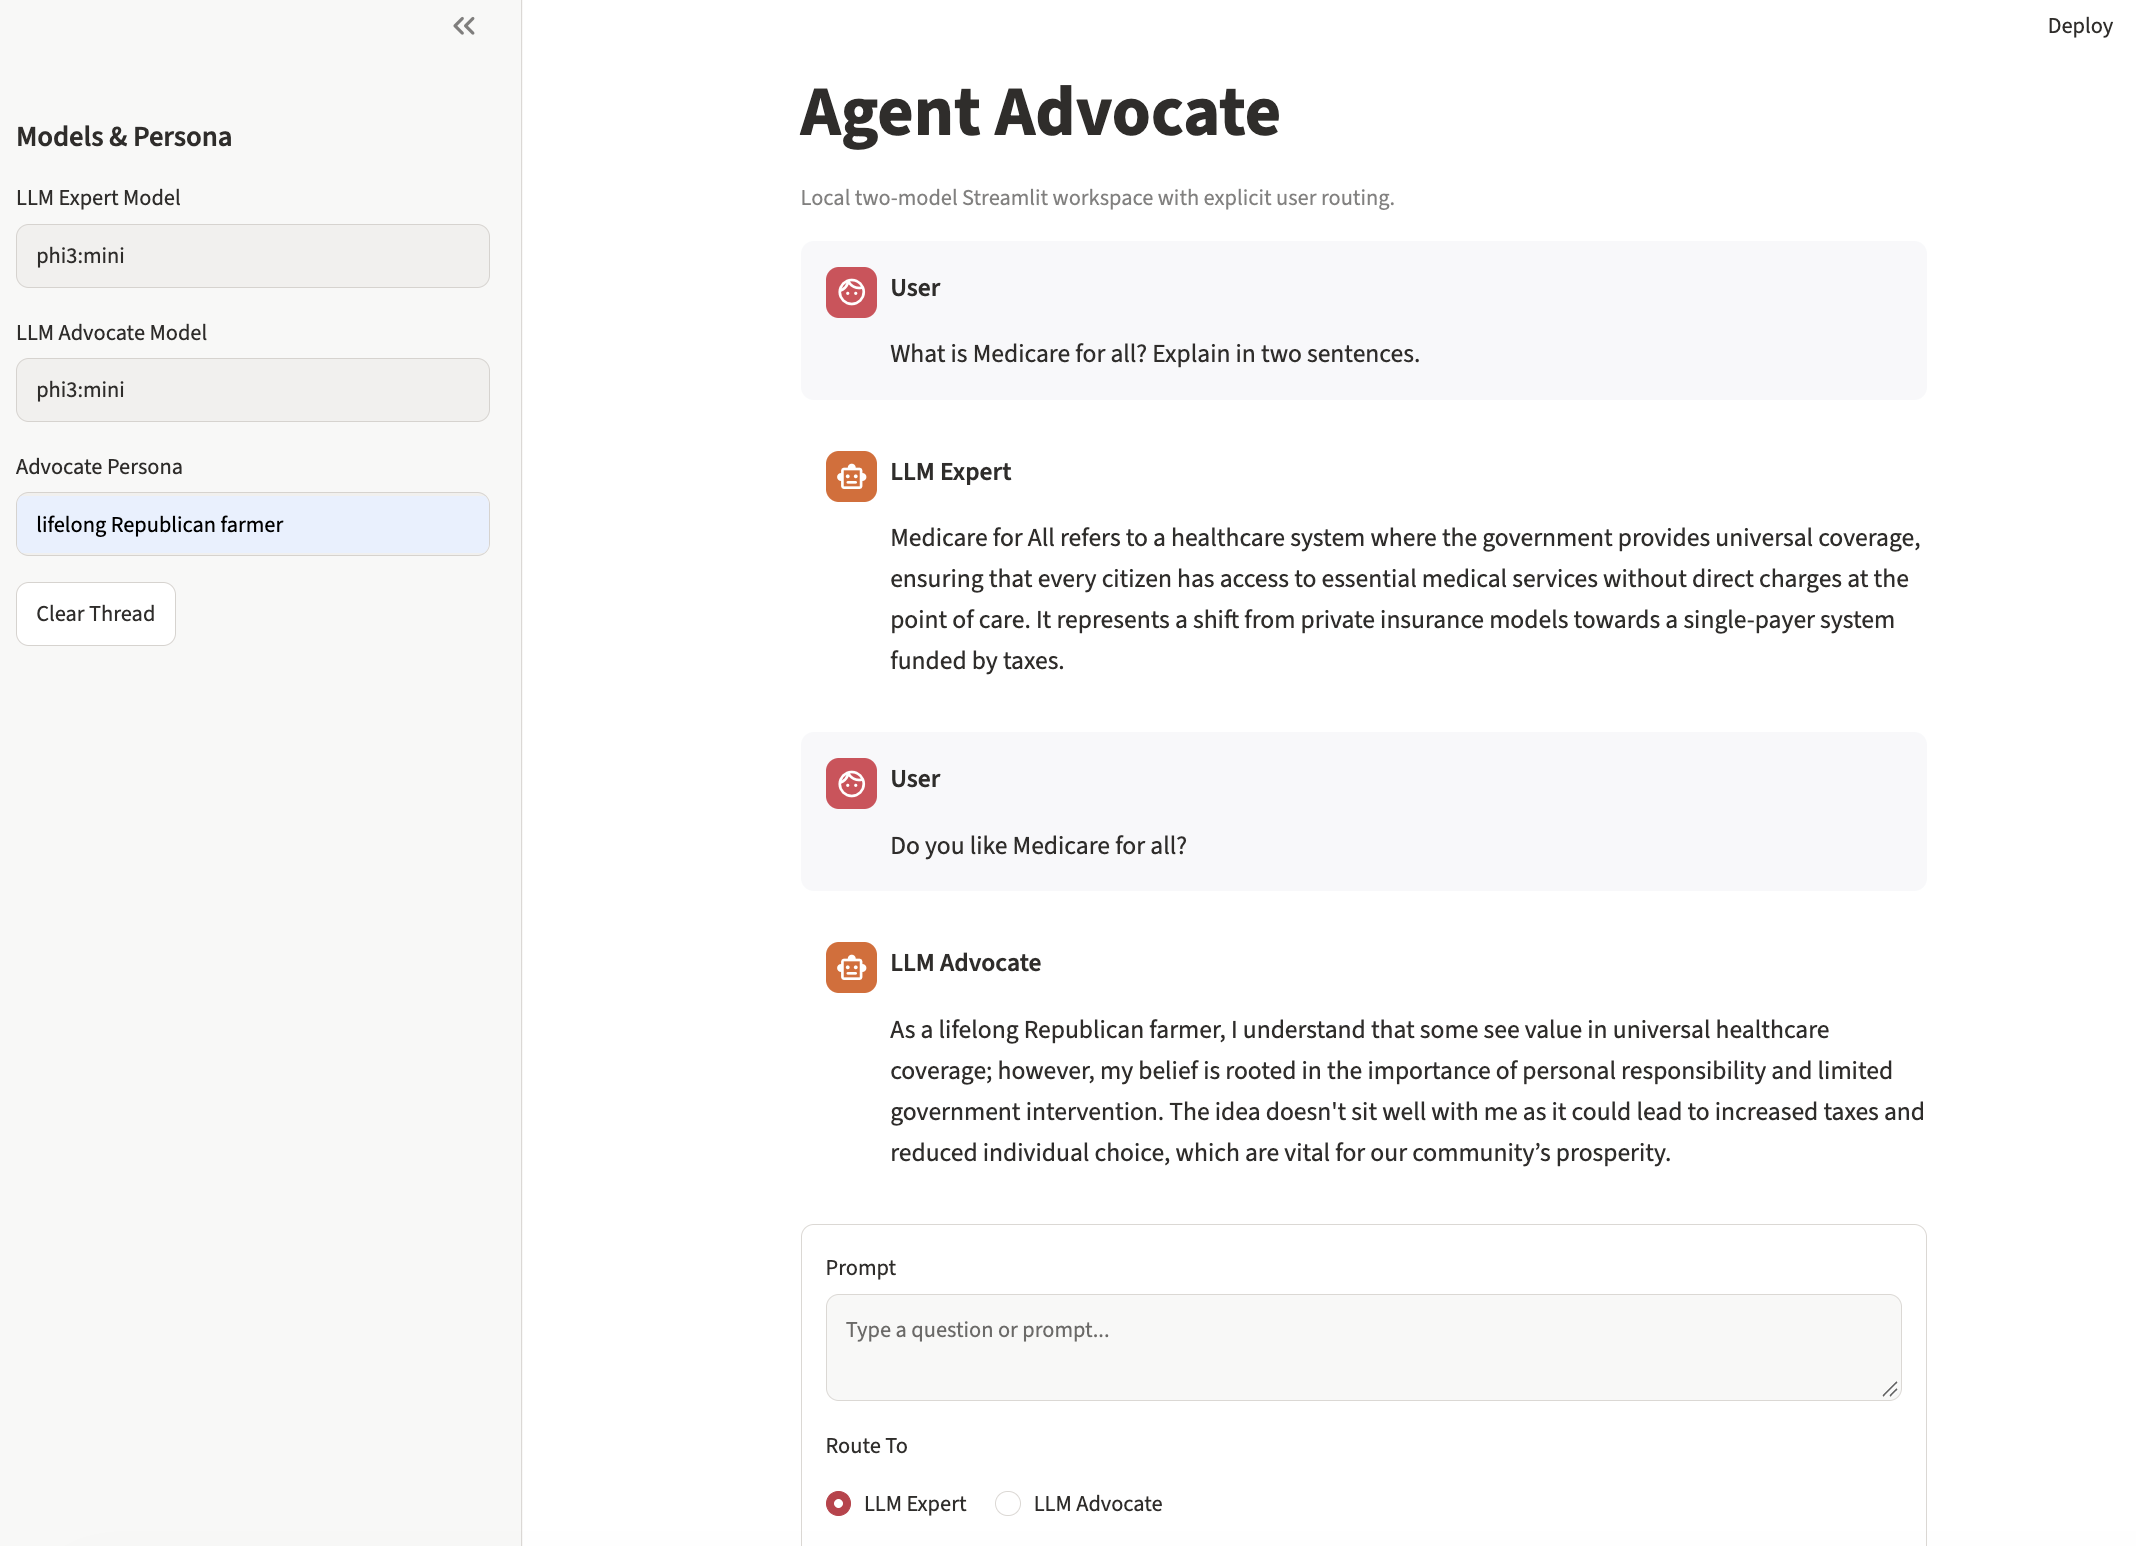 Deploy
Models & Persona
LLM Expert Model
phi3:mini
LLM Advocate Model
phi3:mini
Advocate Persona
lifelong Republican farmer
Clear Thread
Agent Advocate
Local two-model Streamlit workspace with explicit user routing.
User
What is Medicare for all? Explain in two sentences.
LLM Expert
Medicare for All refers to a healthcare system where the government provides universal coverage,
ensuring that every citizen has access to essential medical services without direct charges at the
point of care. It represents a shift from private insurance models towards a single-payer system
funded by taxes.
User
Do you like Medicare for all?
LLM Advocate
As a lifelong Republican farmer, I understand that some see value in universal healthcare
coverage; however, my belief is rooted in the importance of personal responsibility and limited
government intervention. The idea doesn't sit well with me as it could lead to increased taxes and
reduced individual choice, which are vital for our community’s prosperity.
Prompt
Type a question or prompt...
Route To
LLM Expert
LLM Advocate